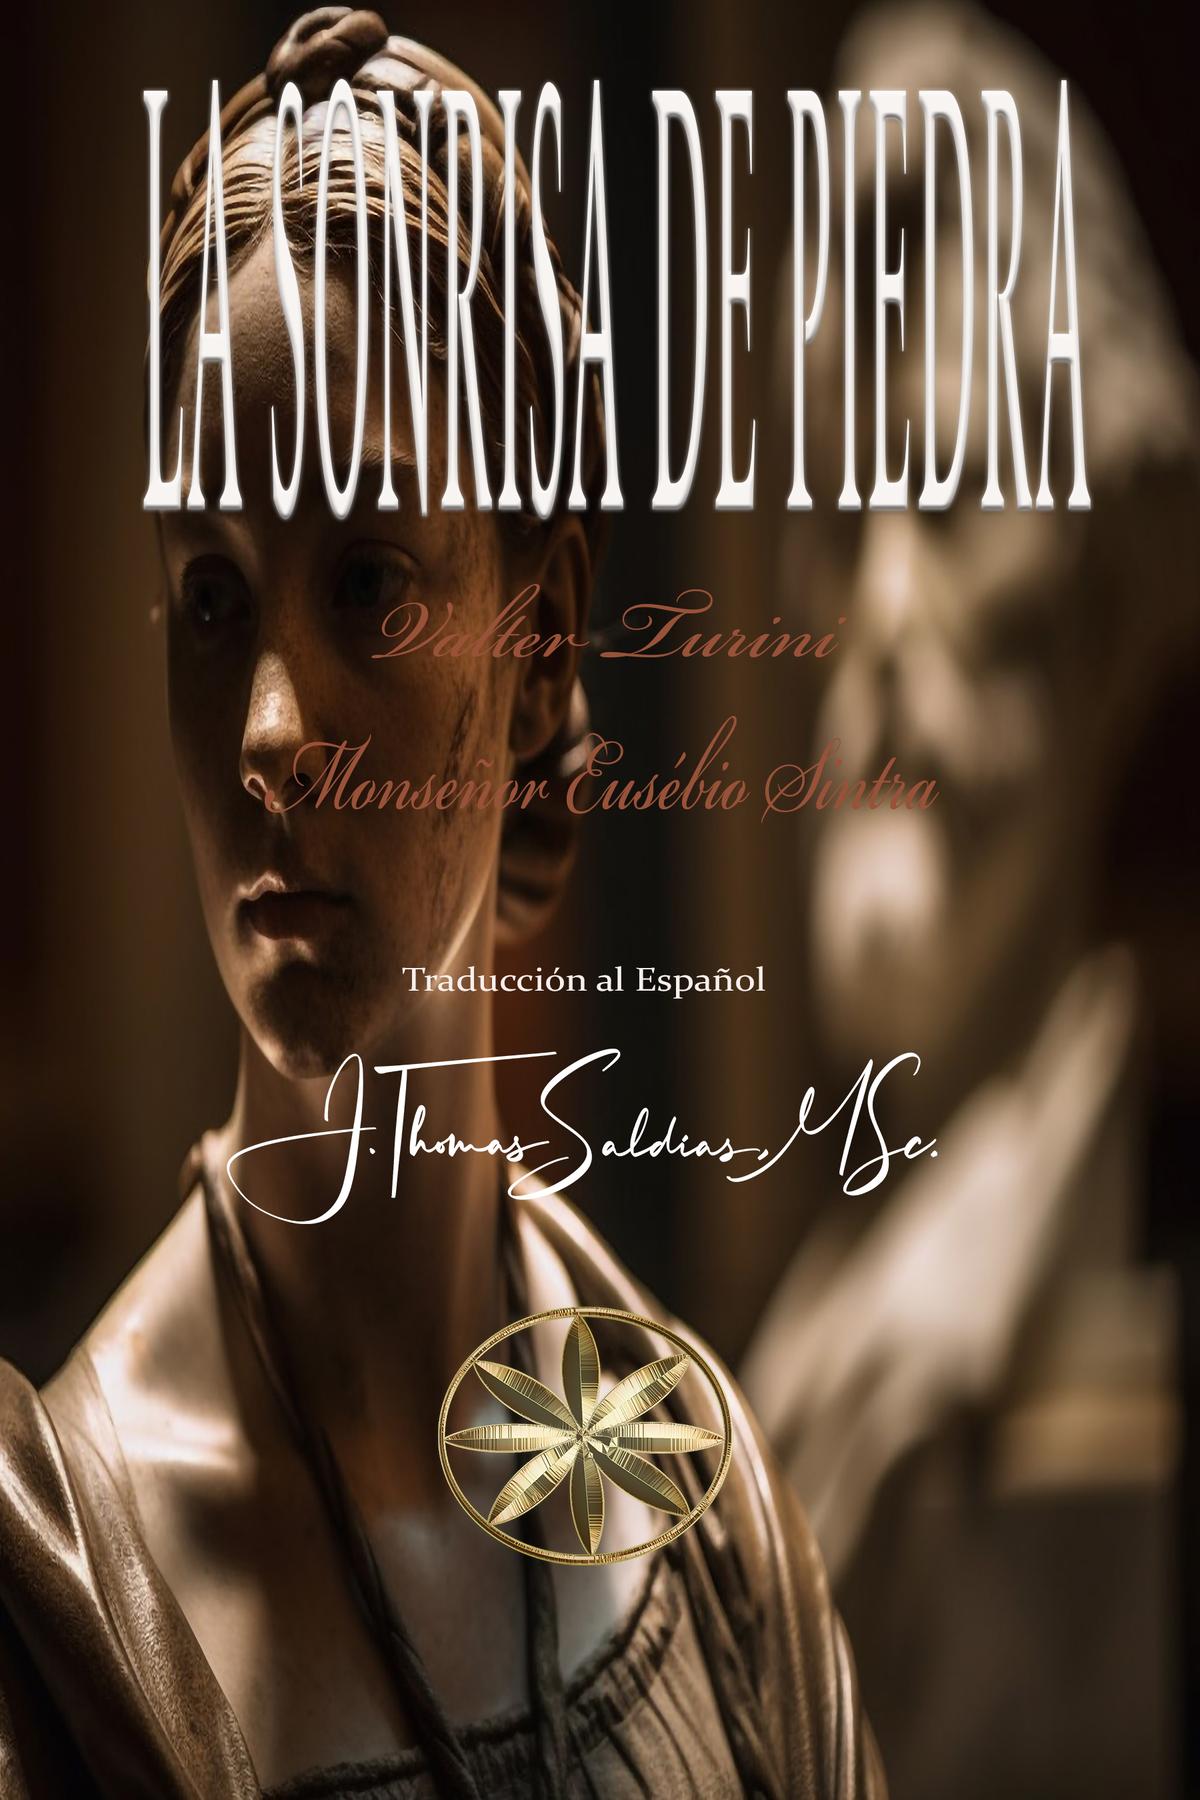 LA SONRISA DE PIEDRA
Valter Turini
Monseñor Eusébio Sintra
Traducción al Español
J. Thomas Saldias, MSc.